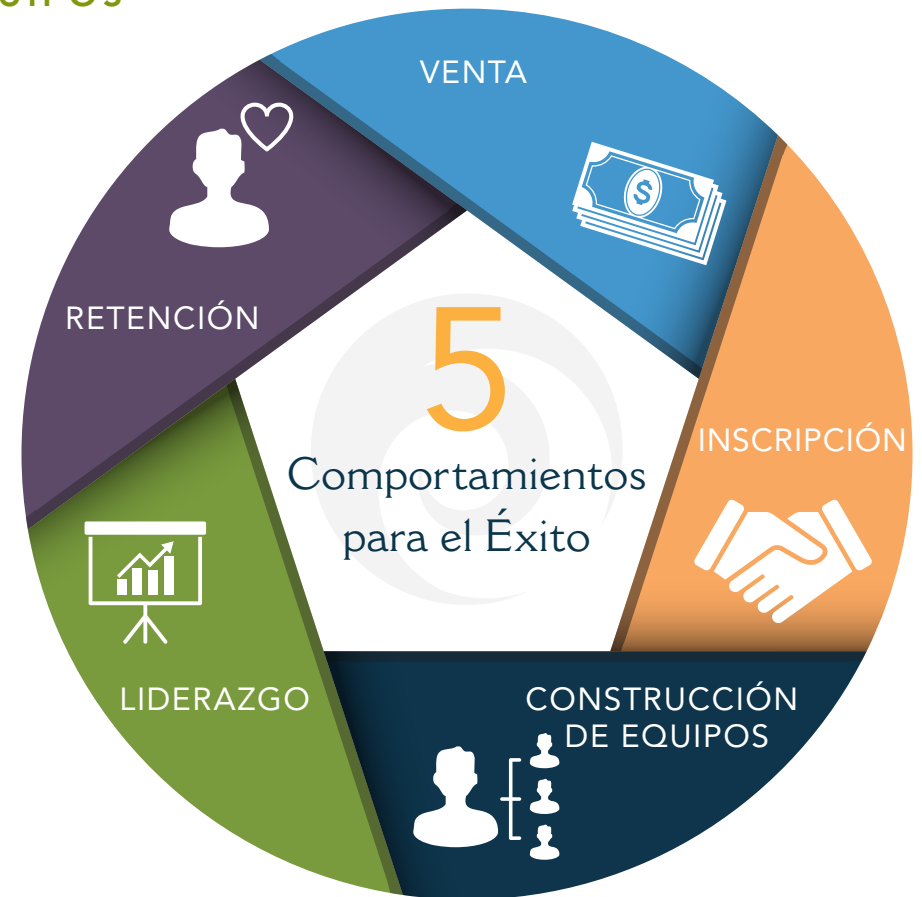 VENTA
RETENCIÓN
5
Comportamientos
para el Éxito
INSCRIPCIÓN
LIDERAZGO
CONSTRUCCIÓN
DE EQUIPOS
$